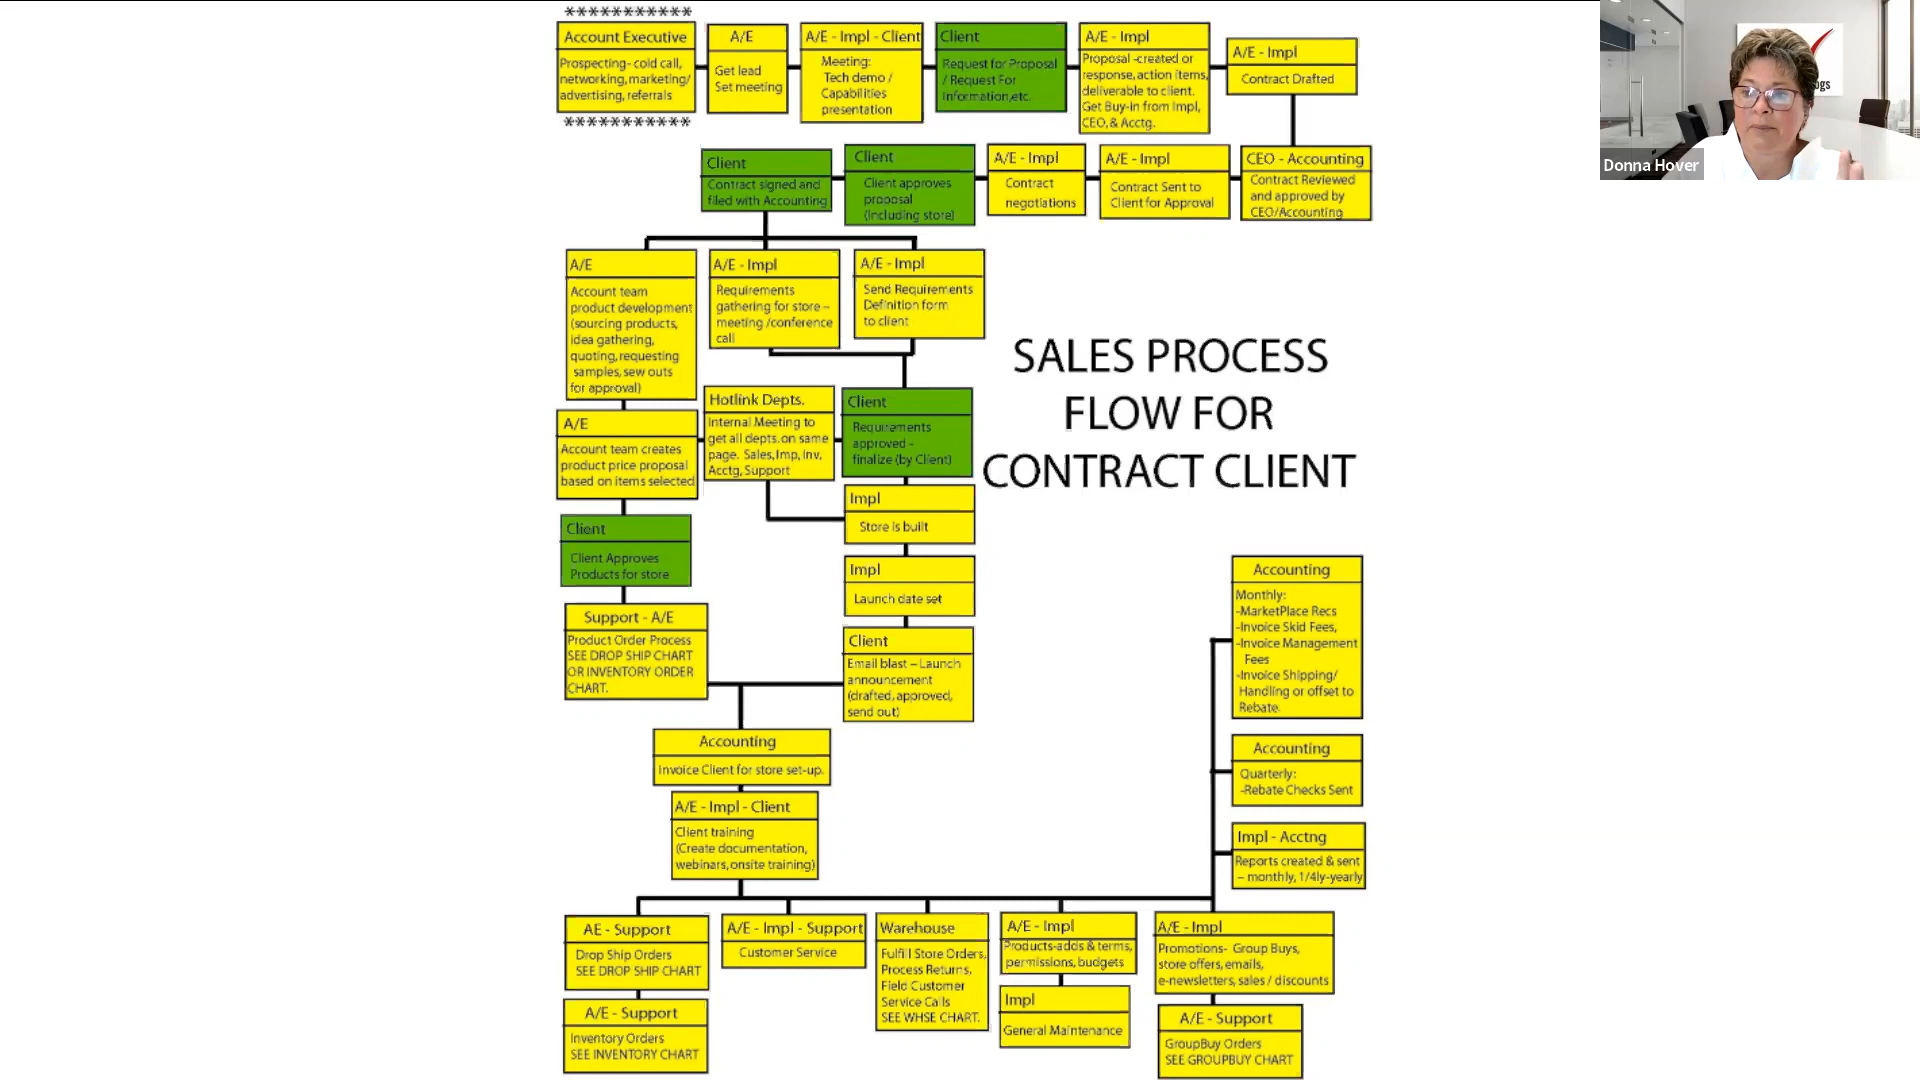 ***********
Account Executive
Prospecting- cold call,
networking, marketing/
advertising, referrals
***********
A/E
Get lead
Set meeting
A/E - Impl - Client
Meeting:
Tech demo /
Capabilities
presentation
Client
Request for Proposal
/ Request For
Information,etc.
A/E - Impl
Proposal -created or
response, action items,
deliverable to client.
Get Buy-in from Impl,
CEO, & Acctg.
A/E - Impl
Contract Drafted
CEO - Accounting
Contract Reviewed
and approved by
CEO/Accounting
A/E - Impl
Contract Sent to
Client for Approval
A/E - Impl
Contract
negotiations
Client
Client approves
proposal
(including store)
Client
Contract signed and
filed with Accounting
A/E
Account team
product development
(sourcing products,
idea gathering,
quoting, requesting
samples, sew outs
for approval)
A/E - Impl
Requirements
gathering for store –
meeting /conference
call
A/E - Impl
Send Requirements
Definition form
to client
SALES PROCESS
FLOW FOR
CONTRACT CLIENT
A/E
Account team creates
product price proposal
based on items selected
Hotlink Depts.
Internal Meeting to
get all depts. on same
page. Sales, Imp, Inv,
Acctg, Support
Client
Requirements
approved -
finalize (by Client)
Impl
Store is built
Impl
Launch date set
Client
Email blast – Launch
announcement
(drafted, approved,
send out)
Client
Client Approves
Products for store
Support - A/E
Product Order Process
SEE DROP SHIP CHART
OR INVENTORY ORDER
CHART.
Accounting
Invoice Client for store set-up.
A/E - Impl - Client
Client training
(Create documentation,
webinars, onsite training)
Accounting
Monthly:
-MarketPlace Recs
-Invoice Skid Fees,
-Invoice Management
Fees
-Invoice Shipping/
Handling or offset to
Rebate.
Accounting
Quarterly:
-Rebate Checks Sent
Impl - Acctng
Reports created & sent
– monthly, 1/4ly-yearly
AE - Support
Drop Ship Orders
SEE DROP SHIP CHART
A/E - Support
Inventory Orders
SEE INVENTORY CHART
A/E - Impl - Support
Customer Service
Warehouse
Fulfill Store Orders,
Process Returns,
Field Customer
Service Calls
SEE WHSE CHART.
A/E - Impl
Products-adds & terms,
permissions, budgets
Impl
General Maintenance
A/E - Impl
Promotions- Group Buys,
store offers, emails,
e-newsletters, sales / discounts
A/E - Support
GroupBuy Orders
SEE GROUPBUY CHART
Donna Hover